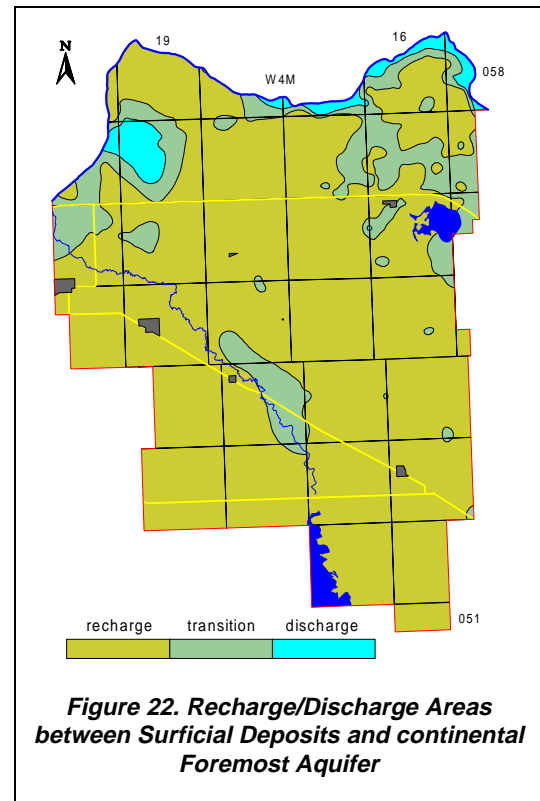 N
19
16
W4M
058
051
recharge transition discharge
Figure 22. Recharge/Discharge Areas
between Surficial Deposits and continental
Foremost Aquifer